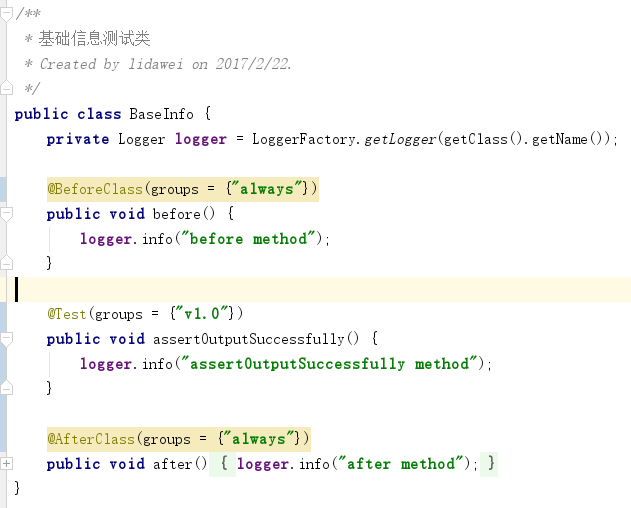 /**
 * 基础信息测试类
 * Created by lidawei on 2017/2/22.
 */
public class BaseInfo {
    private Logger logger = LoggerFactory.getLogger(getClass().getName());

    @BeforeClass(groups = {"always"})
    public void before() {
        logger.info("before method");
    }

    @Test(groups = {"v1.0"})
    public void assertOutputSuccessfully() {
        logger.info("assertOutputSuccessfully method");
    }

    @AfterClass(groups = {"always"})
    public void after() { logger.info("after method"); }
}